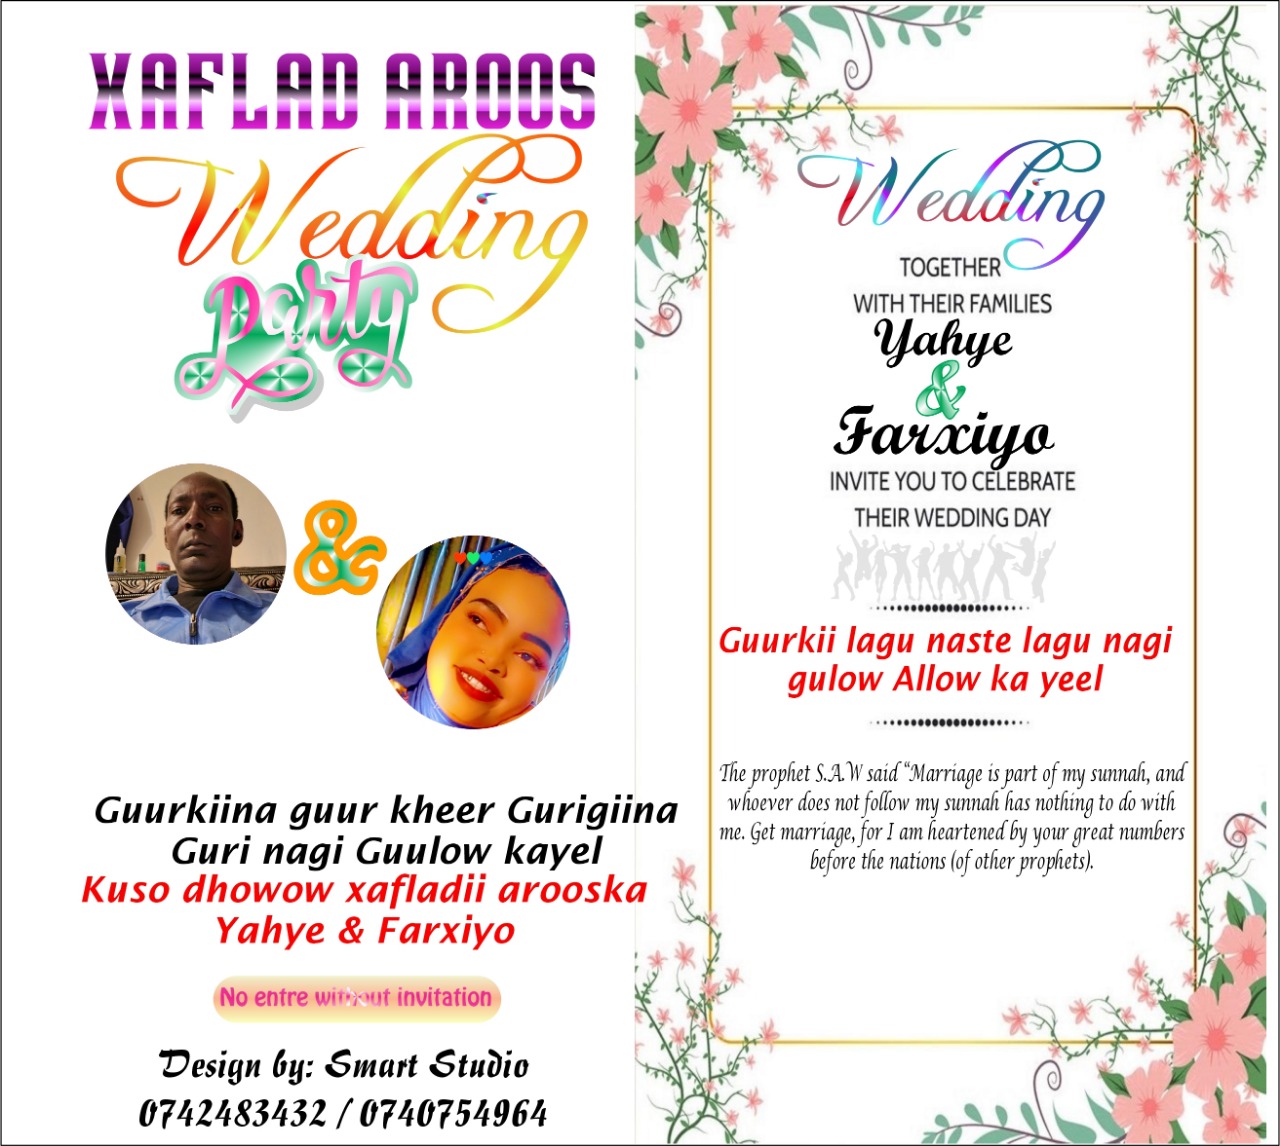 XAFLAD AROOS
Wedding
Party
&
Guurkiina guur kheer Gurigiina
Guri nagi Guulow kayel
Kuso dhowow xafladii arooska
Yahye & Farxiyo
No entre without invitation
Design by: Smart Studio
0742483432 / 0740754964
Wedding
TOGETHER
WITH THEIR FAMILIES
Yahye
&
Farxiyo
INVITE YOU TO CELEBRATE
THEIR WEDDING DAY
Guurkii lagu naste lagu nagi
gulow Allow ka yeel
The prophet S.A.W said “Marriage is part of my sunnah, and
whoever does not follow my sunnah has nothing to do with
me. Get marriage, for I am heartened by your great numbers
before the nations (of other prophets).